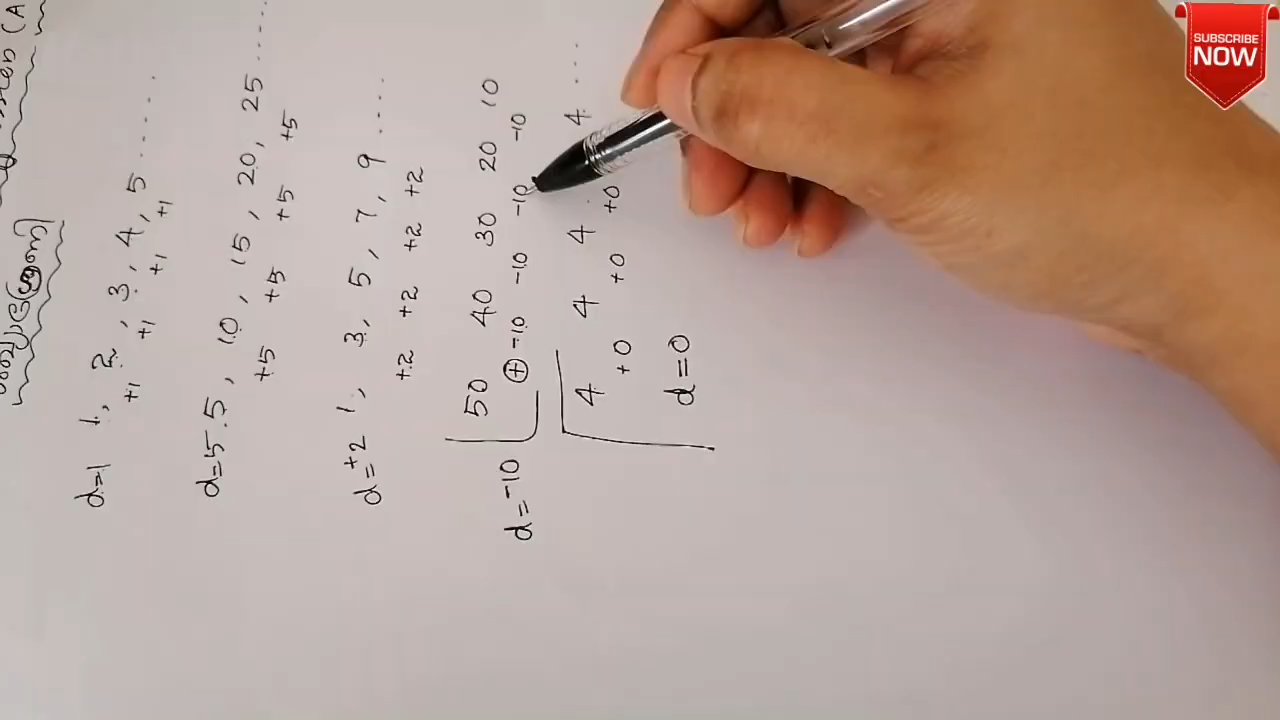 d=1 1, 2, 3, 4, 5.....
+1 +1 +1 +1
d=5. 5, 10, 15, 20, 25.....
+5 +5 +5 +5
d=+2 1, 3, 5, 7, 9.....
+2 +2 +2 +2
50 40 30 20 10
d=-10 + -10 -10 -10 -10
4 4 4 4...
+0 +0 +0
d=0
SUBSCRIBE
NOW